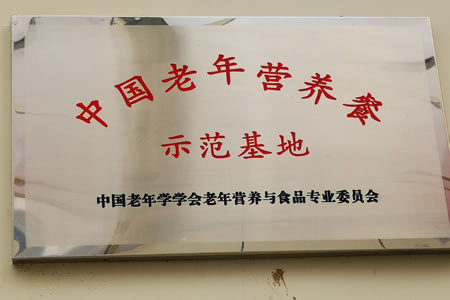 中国老年营养餐
示范基地
中国老年学学会老年营养与食品专业委员会